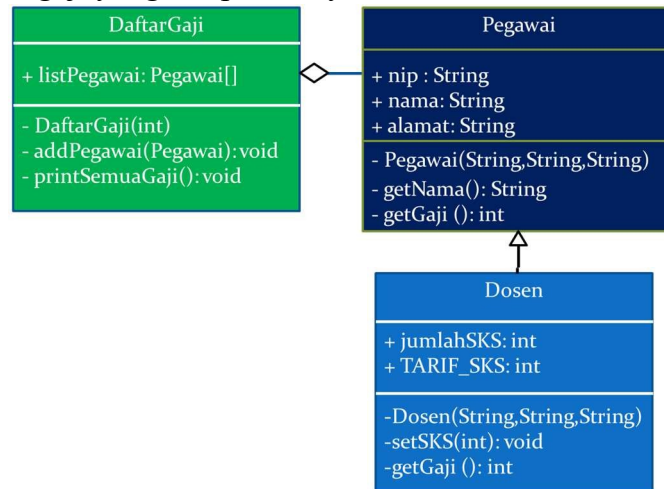 DaftarGaji
+ listPegawai: Pegawai[]
- DaftarGaji(int)
- addPegawai(Pegawai):void
- printSemuaGaji():void
Pegawai
+ nip : String
+ nama: String
+ alamat: String
- Pegawai(String,String,String)
- getNama(): String
- getGaji (): int
Dosen
+ jumlahSKS: int
+ TARIF_SKS: int
-Dosen(String,String,String)
-setSKS(int): void
-getGaji (): int